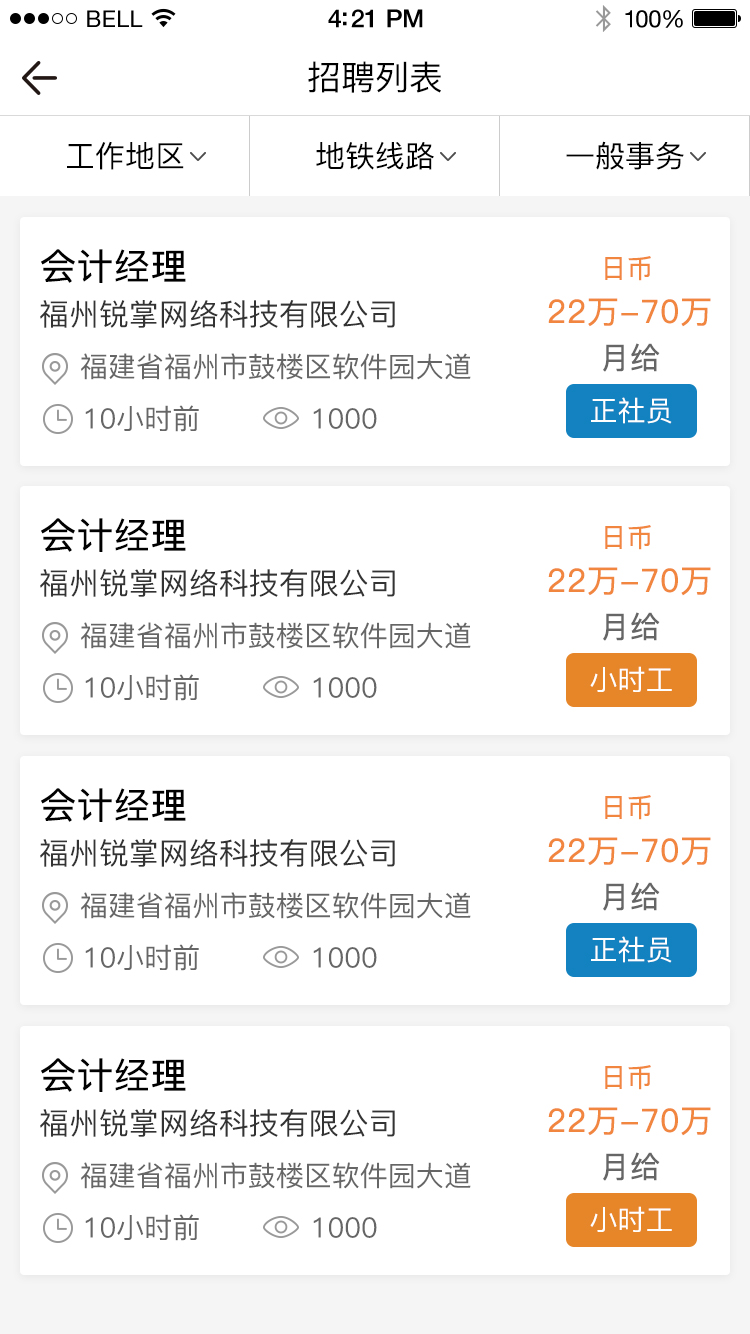 BELL 4:21 PM 100%
招聘列表
工作地区 地铁线路 一般事务
会计经理
日币
福州锐掌网络科技有限公司
22万-70万
月给
福建省福州市鼓楼区软件园大道
10小时前 1000
正社员
会计经理
日币
福州锐掌网络科技有限公司
22万-70万
月给
福建省福州市鼓楼区软件园大道
10小时前 1000
小时工
会计经理
日币
福州锐掌网络科技有限公司
22万-70万
月给
福建省福州市鼓楼区软件园大道
10小时前 1000
正社员
会计经理
日币
福州锐掌网络科技有限公司
22万-70万
月给
福建省福州市鼓楼区软件园大道
10小时前 1000
小时工